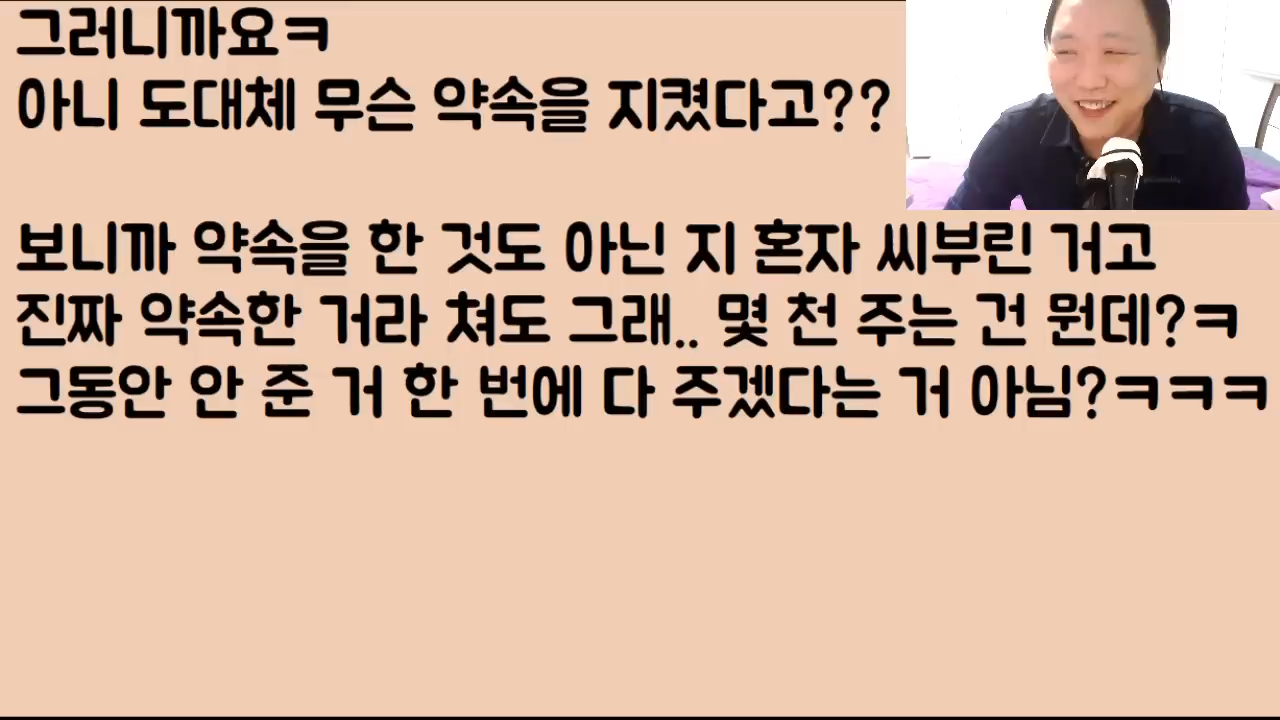 그러니까요ㅋ
아니 도대체 무슨 약속을 지켰다고??
보니까 약속을 한 것도 아닌 지 혼자 씨부린 거고
진짜 약속한 거라 쳐도 그래.. 몇 천 주는 건 뭔데?ㅋ
그동안 안 준 거 한 번에 다 주겠다는 거 아님?ㅋㅋㅋ